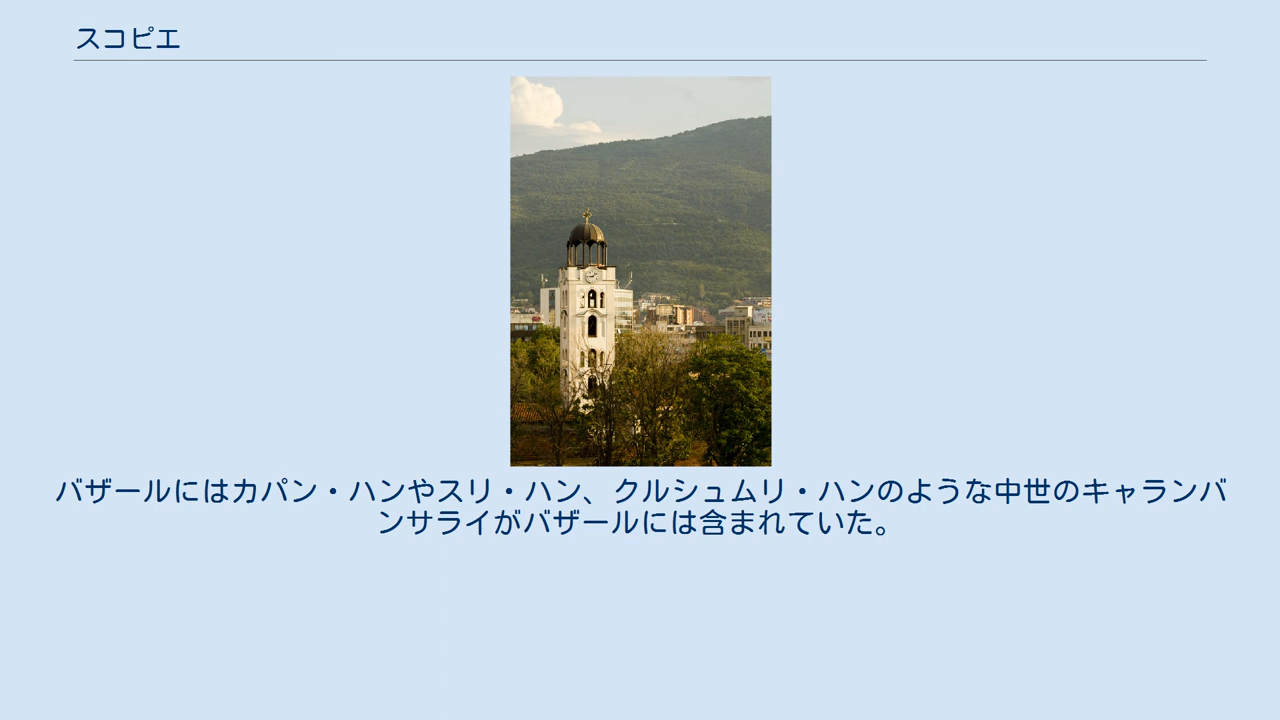 スコピエ
バザールにはカパン・ハンやスリ・ハン、クルシュムリ・ハンのような中世のキャランバ
ンサライがバザールには含まれていた。